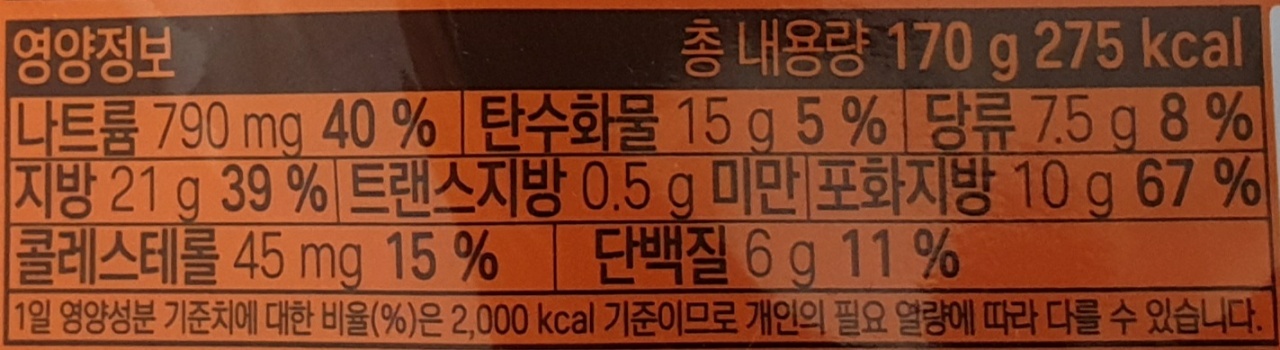 영양정보 총 내용량 170 g 275 kcal
나트륨 790 mg 40 % 탄수화물 15 g 5 % 당류 7.5 g 8 %
지방 21 g 39 % 트랜스지방 0.5 g 미만 포화지방 10 g 67 %
콜레스테롤 45 mg 15 % 단백질 6 g 11 %
1일 영양성분 기준치에 대한 비율(%)은 2,000 kcal 기준이므로 개인의 필요 열량에 따라 다를 수 있습니다.